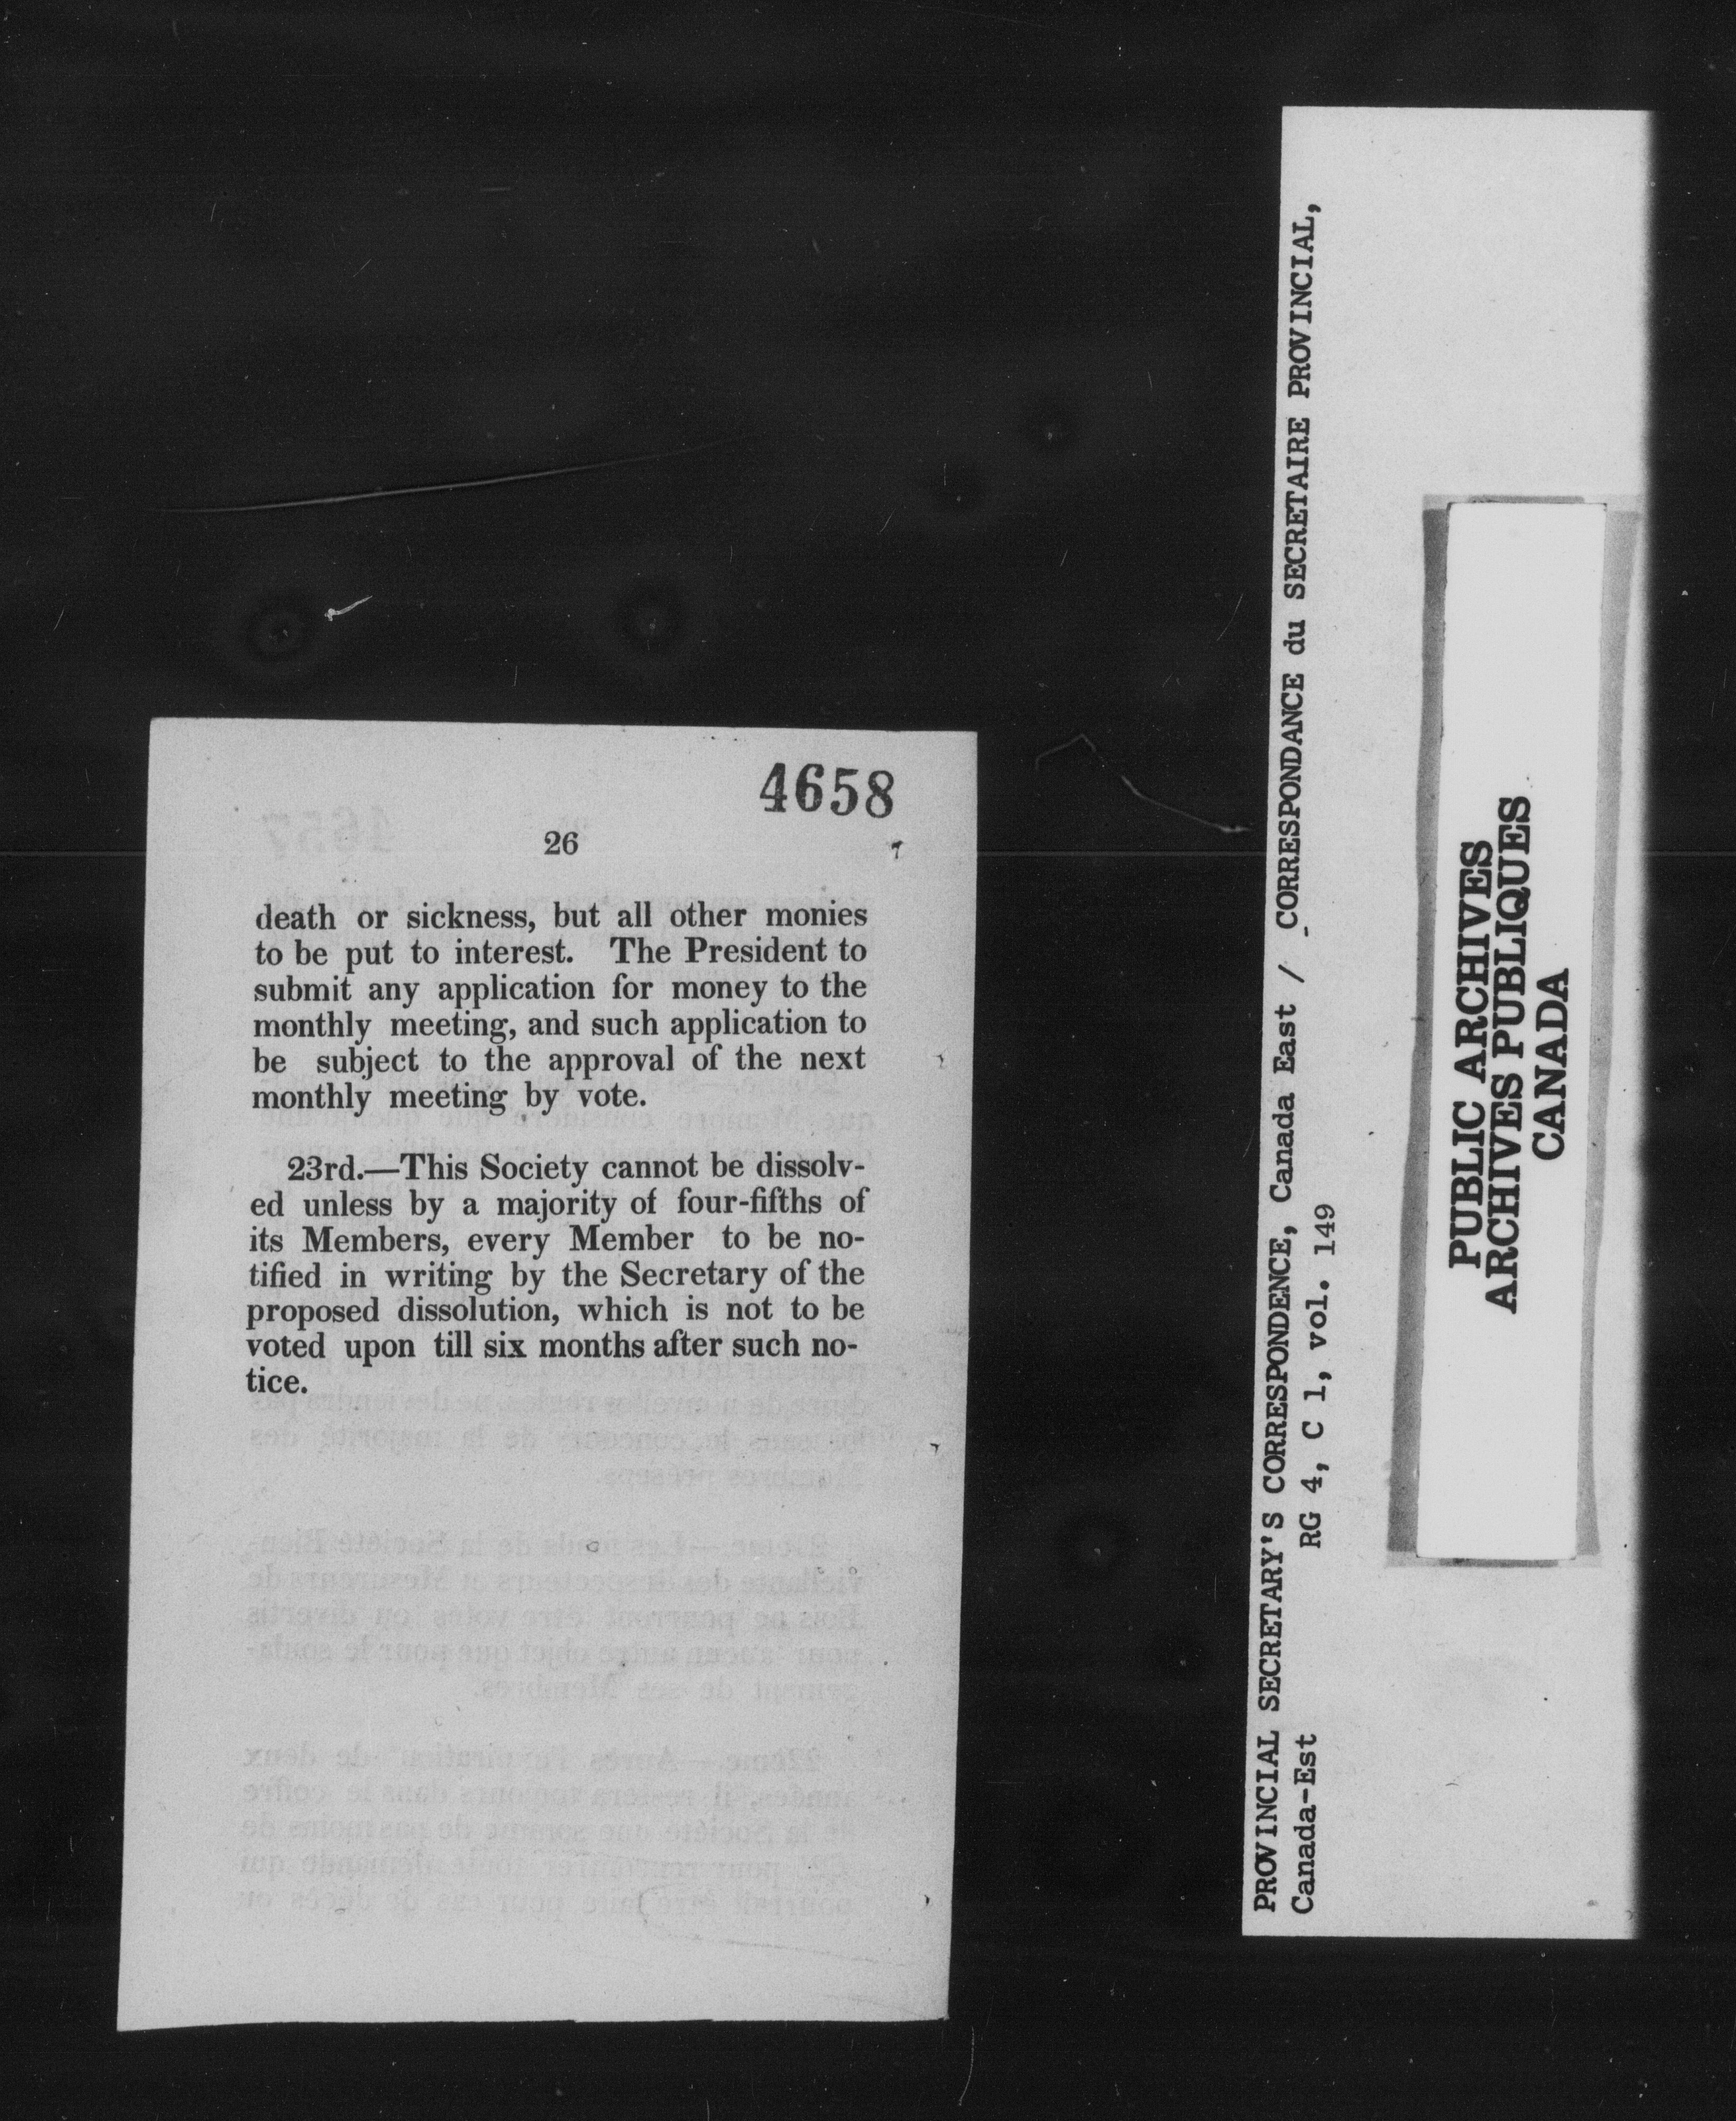 4658
26
death or sickness, but all other monies
to be put to interest. The President to
submit any application for money to the
monthly meeting, and such application to
be subject to the approval of the next
monthly meeting by vote.
23rd.—This Society cannot be dissolv-
ed unless by a majority of four-fifths of
its Members, every Member to be no-
tified in writing by the Secretary of the
proposed dissolution, which is not to be
voted upon till six months after such no-
tice.
PROVINCIAL SECRETARY'S CORRESPONDENCE, Canada East / CORRESPONDANCE du SECRETAIRE PROVINCIAL,
Canada-Est RG 4, C 1, vol. 149
PUBLIC ARCHIVES
ARCHIVES PUBLIQUES
CANADA